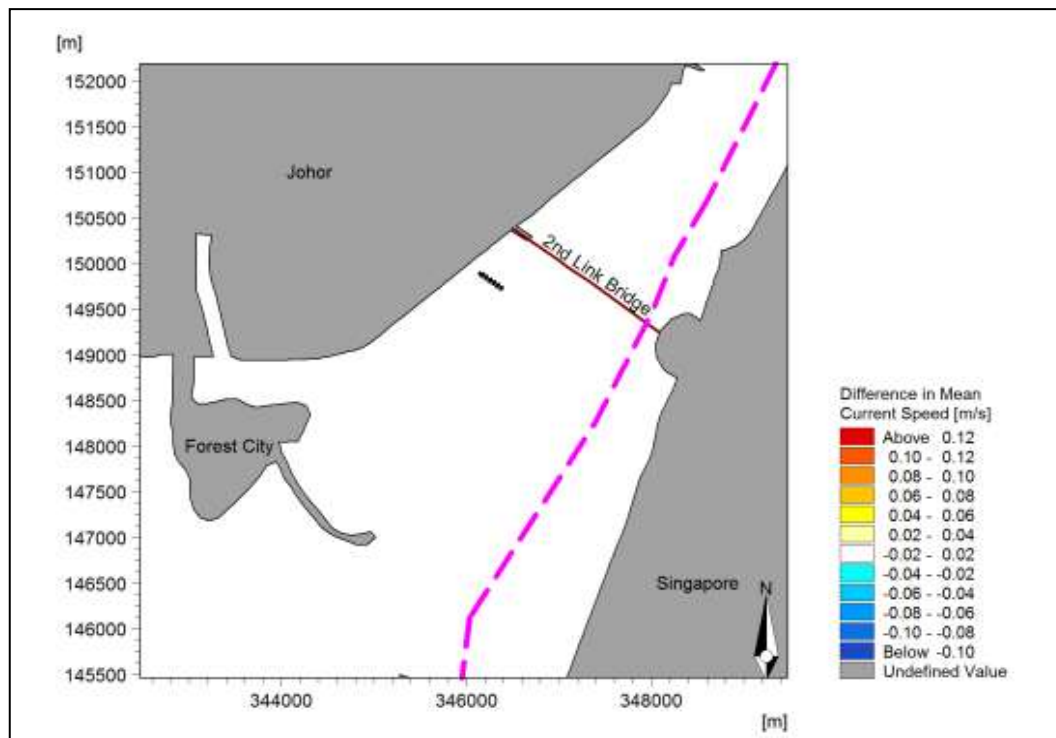 [m]
152000
151500
151000
150500
150000
149500
149000
148500
148000
147500
147000
146500
146000
145500
Johor
2nd Link Bridge
Forest City
Singapore
N
344000 346000 348000
[m]
Difference in Mean
Current Speed [m/s]
Above 0.12
0.10 - 0.12
0.08 - 0.10
0.06 - 0.08
0.04 - 0.06
0.02 - 0.04
-0.02 - 0.02
-0.04 - -0.02
-0.06 - -0.04
-0.08 - -0.06
-0.10 - -0.08
Below -0.10
Undefined Value